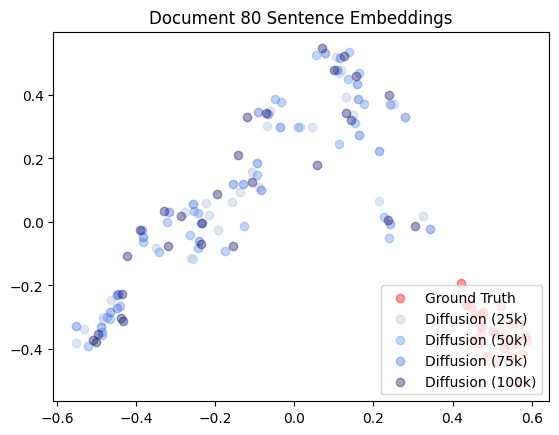 Document 80 Sentence Embeddings
0.4
0.2
0.0
−0.2
−0.4
−0.6
−0.4
−0.2
0.0
0.2
0.4
0.6
Ground Truth
Diffusion (25k)
Diffusion (50k)
Diffusion (75k)
Diffusion (100k)